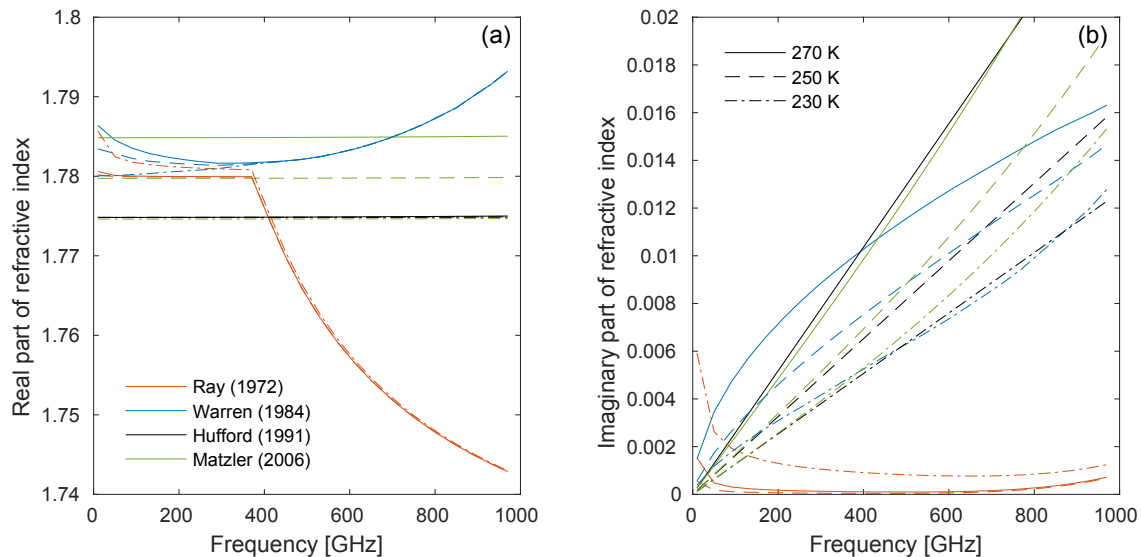 (a)
Real part of refractive index
1.8
1.79
1.78
1.77
1.76
1.75
1.74
Ray (1972)
Warren (1984)
Hufford (1991)
Matzler (2006)
0 200 400 600 800 1000
Frequency [GHz]
(b)
Imaginary part of refractive index
0.02
0.018
0.016
0.014
0.012
0.01
0.008
0.006
0.004
0.002
0
270 K
250 K
230 K
0 200 400 600 800 1000
Frequency [GHz]